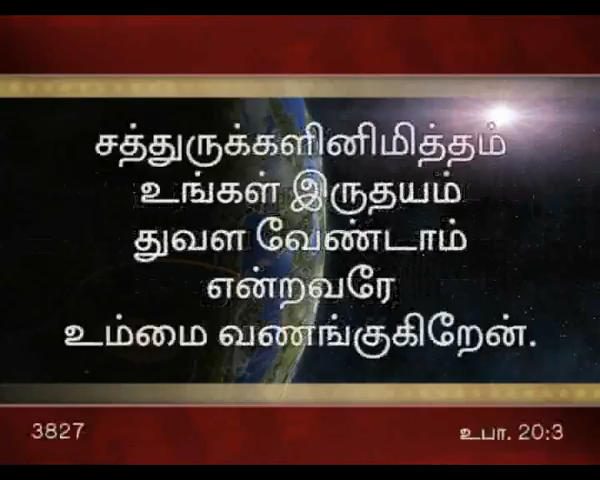 சத்துருக்களினிமித்தம்
உங்கள் இருதயம்
துவள வேண்டாம்
என்றவரே
உம்மை வணங்குகிறேன்.
3827
உபா. 20:3